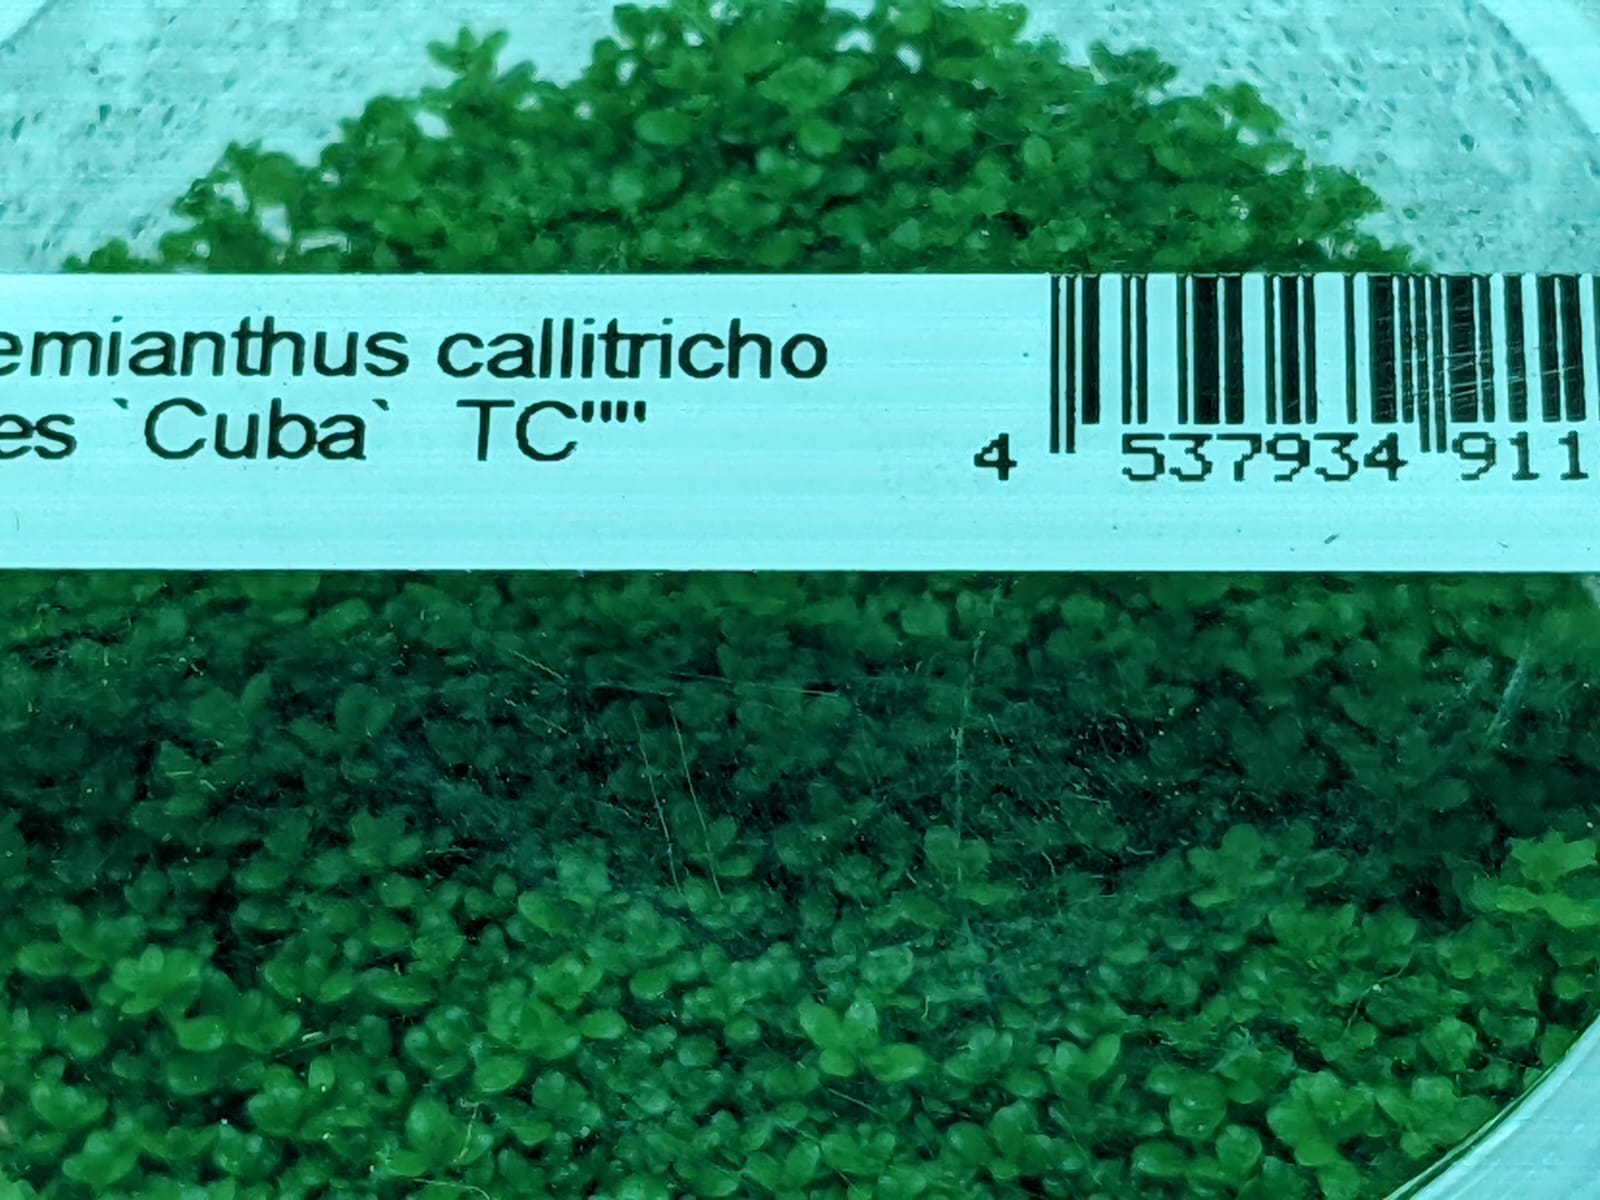 emianthus callitricho
es `Cuba` TC""
4 537934 911